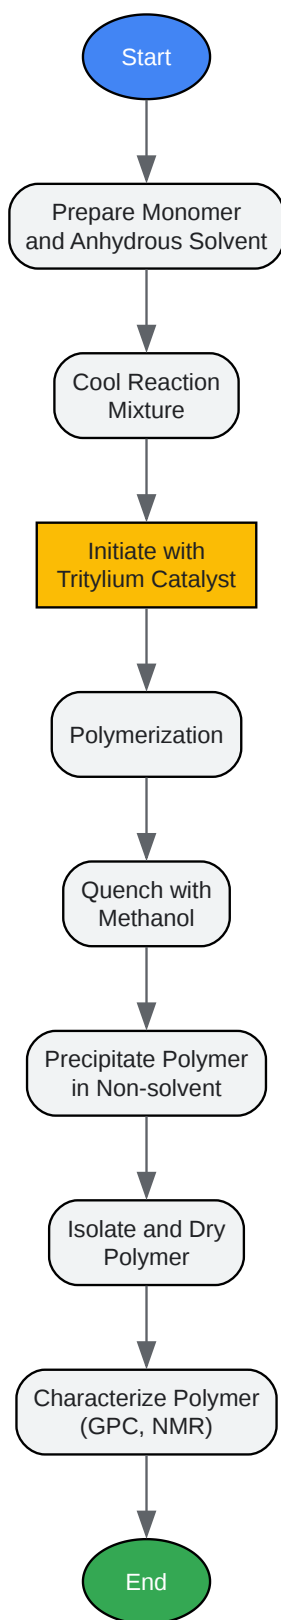 Start
Prepare Monomer
and Anhydrous Solvent
Cool Reaction
Mixture
Initiate with
Tritylium Catalyst
Polymerization
Quench with
Methanol
Precipitate Polymer
in Non-solvent
Isolate and Dry
Polymer
Characterize Polymer
(GPC, NMR)
End